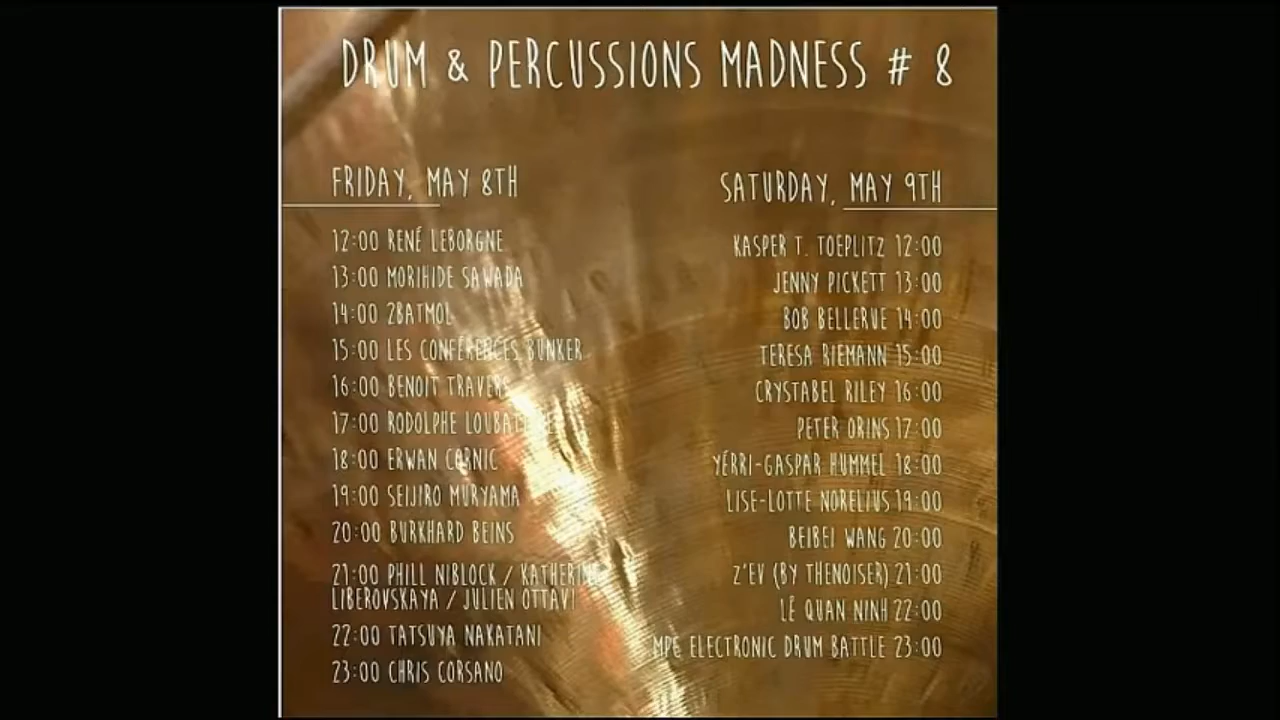 DRUM & PERCUSSIONS MADNESS # 8
FRIDAY, MAY 8TH
12:00 RENÉ LEBORGNE
13:00 MORIHIDE SAWADA
14:00 2BATMOL
15:00 LES CONFÉRENCES BUNKER
16:00 BENOIT TRAVERS
17:00 RODOLPHE
18:00 ERWAN CORNIC
19:00 SEIJIRO MURYAMA
20:00 BURKHARD BEINS
21:00 PHILL NIBLOCK / KATHERINE
LIBEROVSKAYA / JULIEN OTTAVI
22:00 TATSUYA NAKATANI
23:00 CHRIS CORSANO
SATURDAY, MAY 9TH
KASPER T. TOEPLITZ 12:00
JENNY PICKETT 13:00
BOB BELLERUE 14:00
TERESA RIEMANN 15:00
CRYSTABEL RILEY 16:00
PETER ORINS 17:00
YÉRRI-GASPAR HUMMEL 18:00
LISE-LOTTE NORELIUS 19:00
BEIBEI WANG 20:00
Z'EV (BY THENOISER) 21:00
LÊ QUAN NINH 22:00
MPE ELECTRONIC DRUM BATTLE 23:00